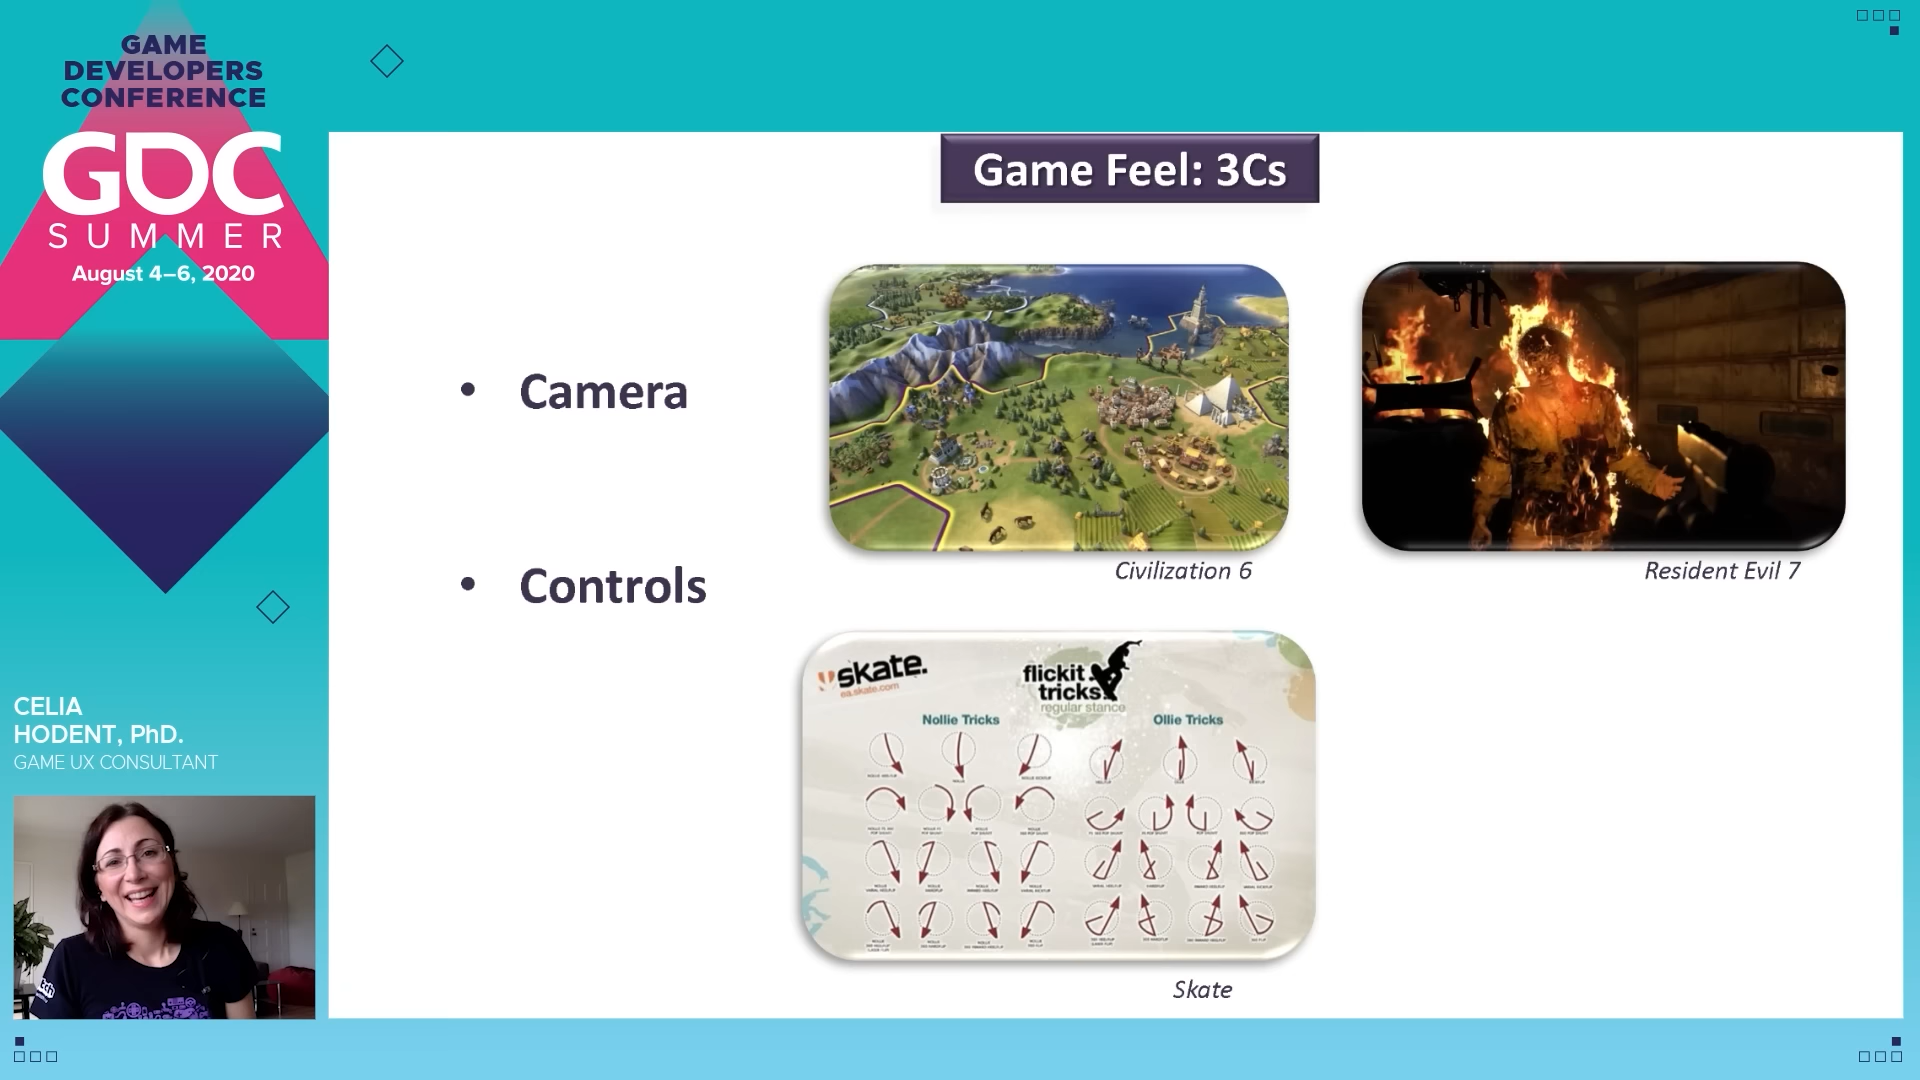 GAME
DEVELOPERS
CONFERENCE
GDC
SUMMER
August 4–6, 2020
CELIA
HODENT, PhD.
GAME UX CONSULTANT
Game Feel: 3Cs
• Camera
• Controls
Civilization 6
Resident Evil 7
skate.
ea.skate.com
flickit
tricks.
regular stance
Nollie Tricks
Ollie Tricks
Skate